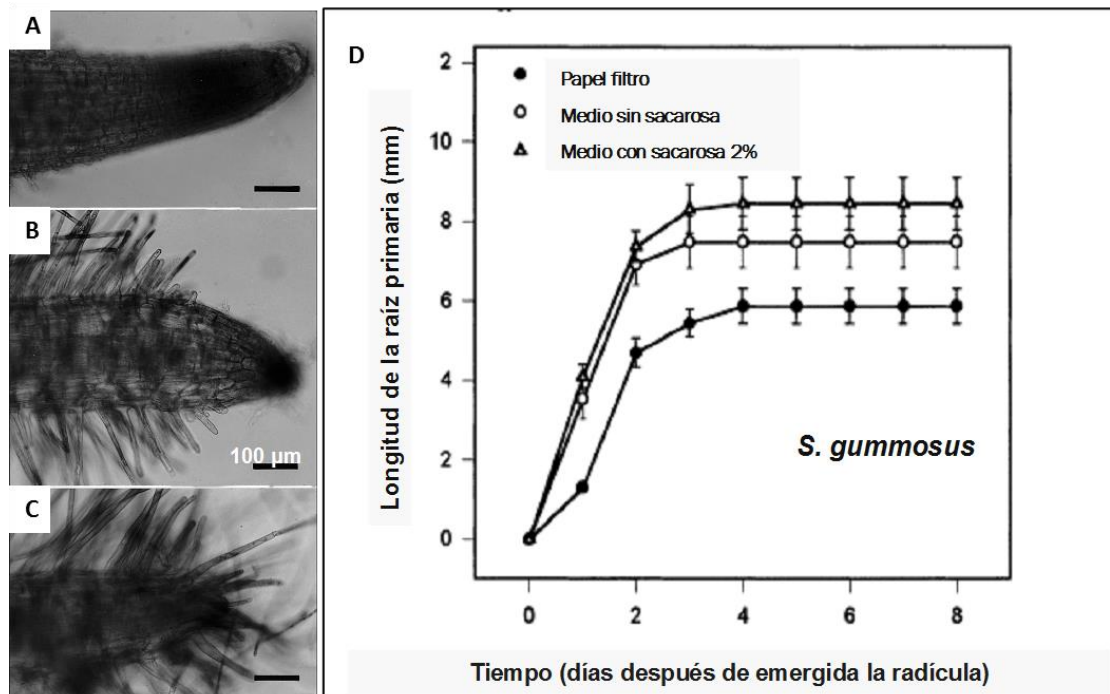 A
B
100 µm
C
D
Papel filtro
Medio sin sacarosa
Medio con sacarosa 2%
Longitud de la raíz primaria (mm)
2
10
8
6
4
2
0
S. gummosus
0
2
4
6
8
Tiempo (días después de emergida la radícula)